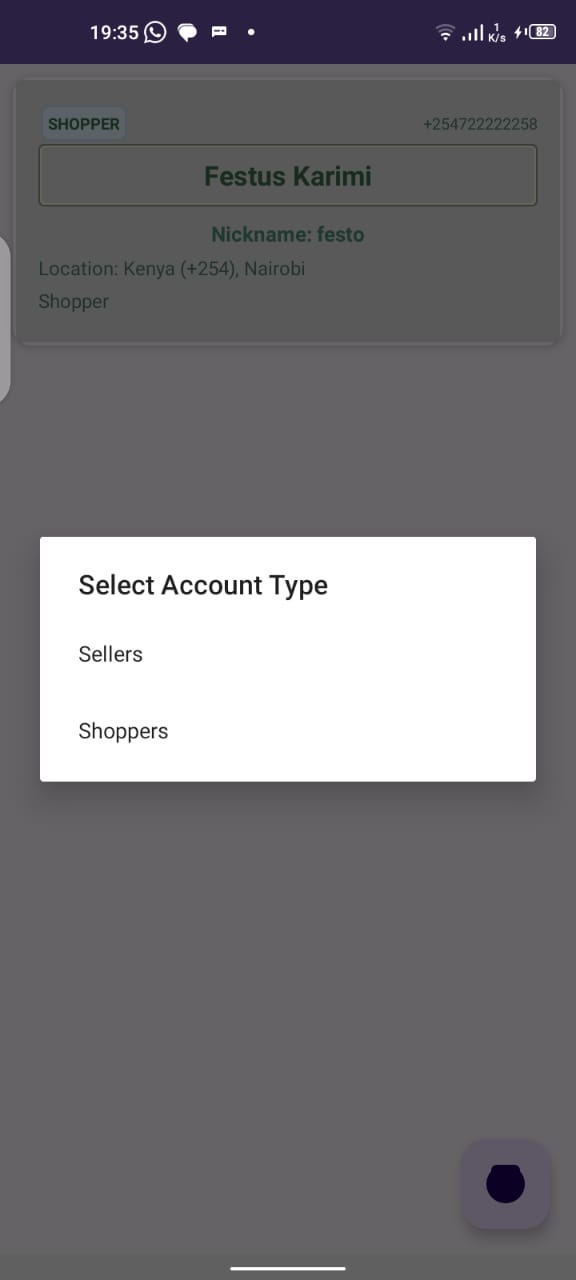 19:35
1
K/s
82
SHOPPER
+254722222258
Festus Karimi
Nickname: festo
Location: Kenya (+254), Nairobi
Shopper
Select Account Type
Sellers
Shoppers